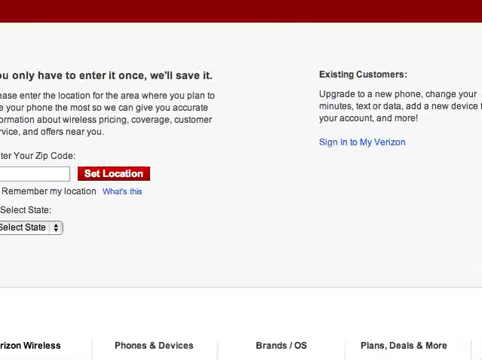 ou only have to enter it once, we'll save it.
ease enter the location for the area where you plan to
e your phone the most so we can give you accurate
ormation about wireless pricing, coverage, customer
rvice, and offers near you.
ter Your Zip Code:
Set Location
Remember my location What's this
Select State:
Select State
Existing Customers:
Upgrade to a new phone, change your
minutes, text or data, add a new device t
your account, and more!
Sign In to My Verizon
rizon Wireless
Phones & Devices
Brands / OS
Plans, Deals & More